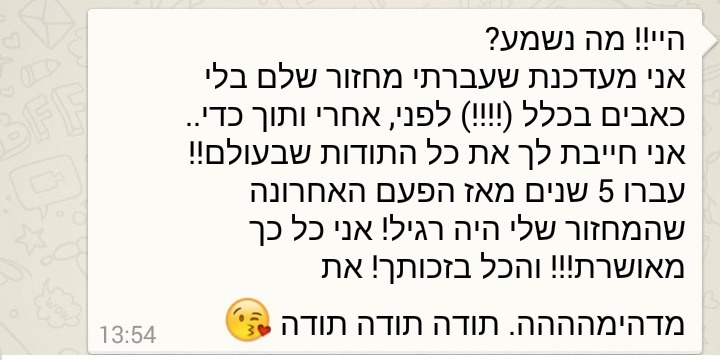 היי!! מה נשמע?
אני מעדכנת שעברתי מחזור שלם בלי
כאבים בכלל (!!!!) לפני, אחרי ותוך כדי..
אני חייבת לך את כל התודות שבעולם!!
עברו 5 שנים מאז הפעם האחרונה
שהמחזור שלי היה רגיל! אני כל כך
מאושרת!!! והכל בזכותך! את
מדהימהההה. תודה תודה תודה 😘
13:54